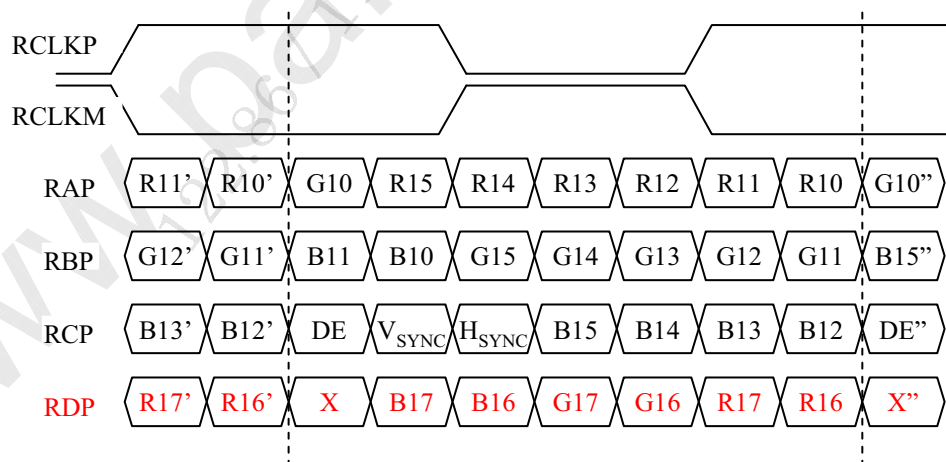 RCLKP
RCLKM
RAP R11’ R10’ G10 R15 R14 R13 R12 R11 R10 G10”
RBP G12’ G11’ B11 B10 G15 G14 G13 G12 G11 B15”
RCP B13’ B12’ DE VSYNC HSYNC B15 B14 B13 B12 DE”
RDP R17’ R16’ X B17 B16 G17 G16 R17 R16 X”